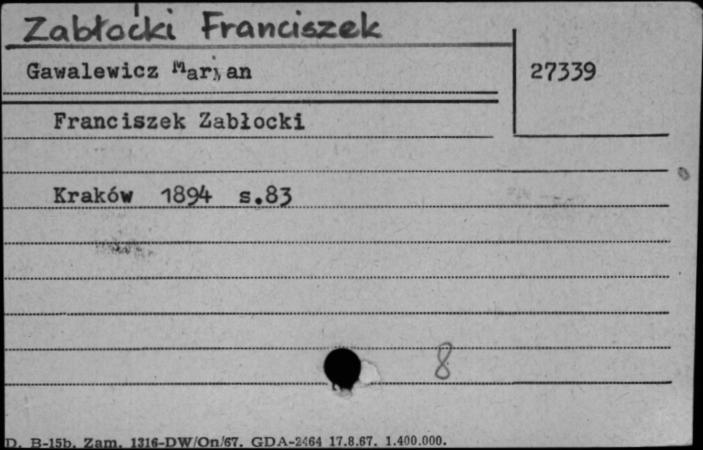 Zabłocki Franciszek
Gawalewicz Maryan
27339
Franciszek Zabłocki
Kraków 1894 s.83
8
D. B-15b. Zam. 1316-DW/On/67. GDA-2464 17.8.67. 1.400.000.